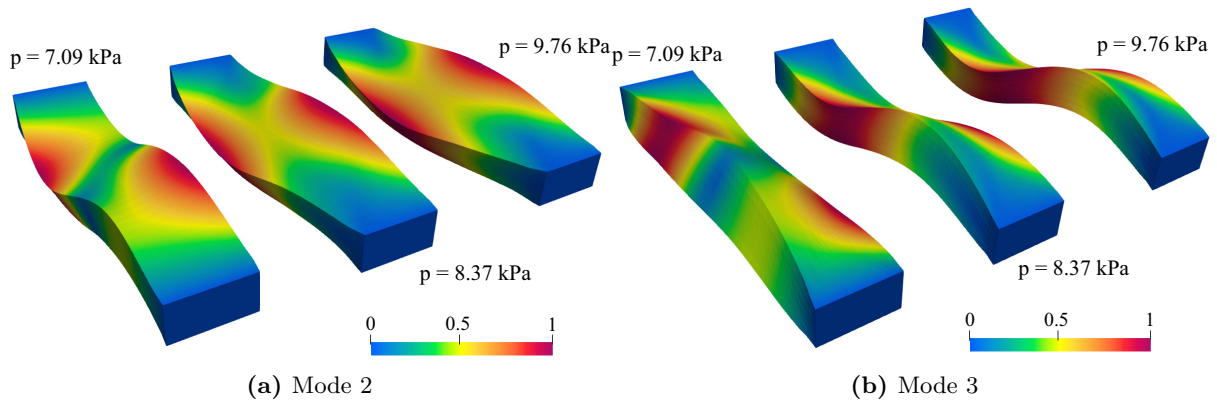 p = 7.09 kPa
p = 9.76 kPa
p = 8.37 kPa
0 0.5 1
(a) Mode 2
p = 7.09 kPa
p = 9.76 kPa
p = 8.37 kPa
0 0.5 1
(b) Mode 3